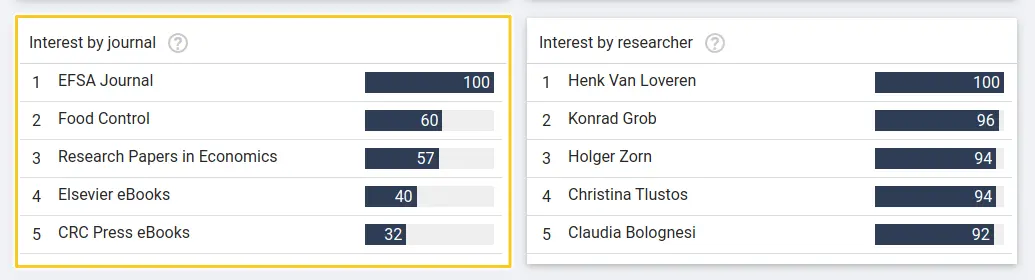 Interest by journal ?
1 EFSA Journal 100
2 Food Control 60
3 Research Papers in Economics 57
4 Elsevier eBooks 40
5 CRC Press eBooks 32
Interest by researcher ?
1 Henk Van Loveren 100
2 Konrad Grob 96
3 Holger Zorn 94
4 Christina Tlustos 94
5 Claudia Bolognesi 92